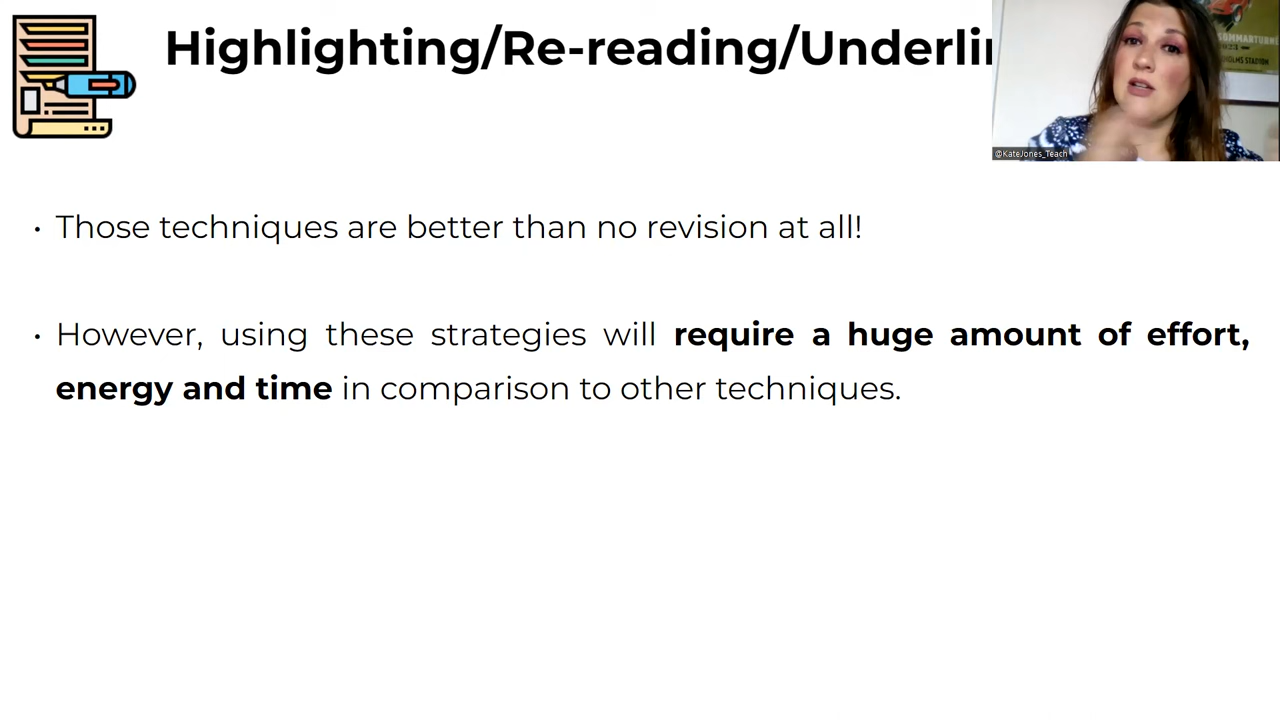 Highlighting/Re-reading/Underli
SOMMARTURN
@KateJones_Teach
• Those techniques are better than no revision at all!
• However, using these strategies will require a huge amount of effort,
energy and time in comparison to other techniques.